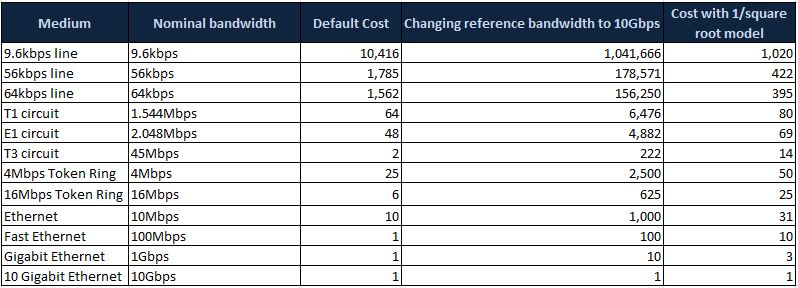 Medium Nominal bandwidth Default Cost Changing reference bandwidth to 10Gbps Cost with 1/square root model
9.6kbps line 9.6kbps 10,416 1,041,666 1,020
56kbps line 56kbps 1,785 178,571 422
64kbps line 64kbps 1,562 156,250 395
T1 circuit 1.544Mbps 64 6,476 80
E1 circuit 2.048Mbps 48 4,882 69
T3 circuit 45Mbps 2 222 14
4Mbps Token Ring 4Mbps 25 2,500 50
16Mbps Token Ring 16Mbps 6 625 25
Ethernet 10Mbps 10 1,000 31
Fast Ethernet 100Mbps 1 100 10
Gigabit Ethernet 1Gbps 1 10 3
10 Gigabit Ethernet 10Gbps 1 1 1